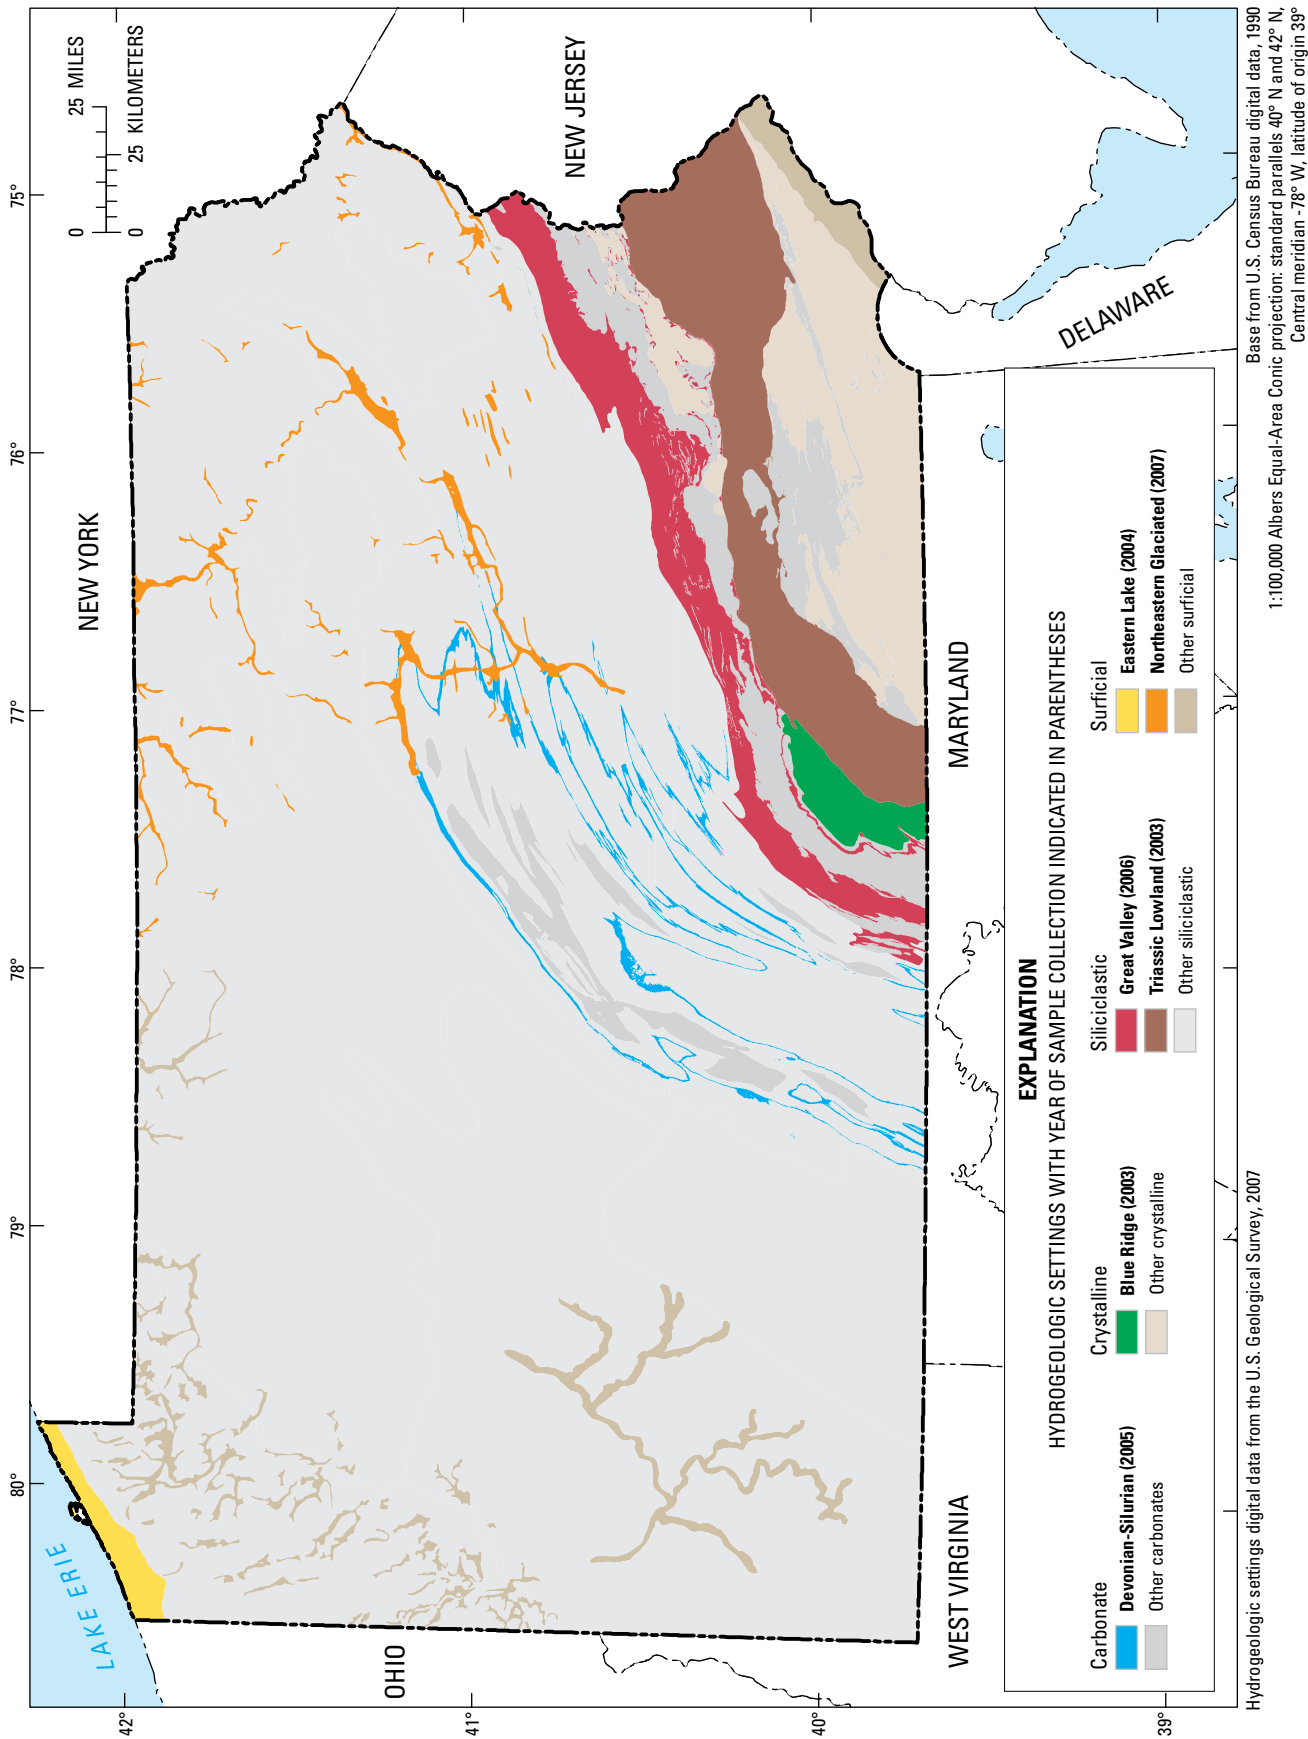 80°
79°
78°
77°
76°
75°
42°
41°
40°
39°
LAKE ERIE
NEW YORK
0 25 MILES
0 25 KILOMETERS
OHIO
NEW JERSEY
WEST VIRGINIA
MARYLAND
DELAWARE
EXPLANATION
HYDROGEOLOGIC SETTINGS WITH YEAR OF SAMPLE COLLECTION INDICATED IN PARENTHESES
Carbonate
Devonian-Silurian (2005)
Other carbonates
Crystalline
Blue Ridge (2003)
Other crystalline
Siliciclastic
Great Valley (2006)
Triassic Lowland (2003)
Other siliciclastic
Surficial
Eastern Lake (2004)
Northeastern Glaciated (2007)
Other surficial
Hydrogeologic settings digital data from the U.S. Geological Survey, 2007
Base from U.S. Census Bureau digital data, 1990
1:100,000 Albers Equal-Area Conic projection: standard parallels 40° N and 42° N,
Central meridian -78° W, latitude of origin 39°